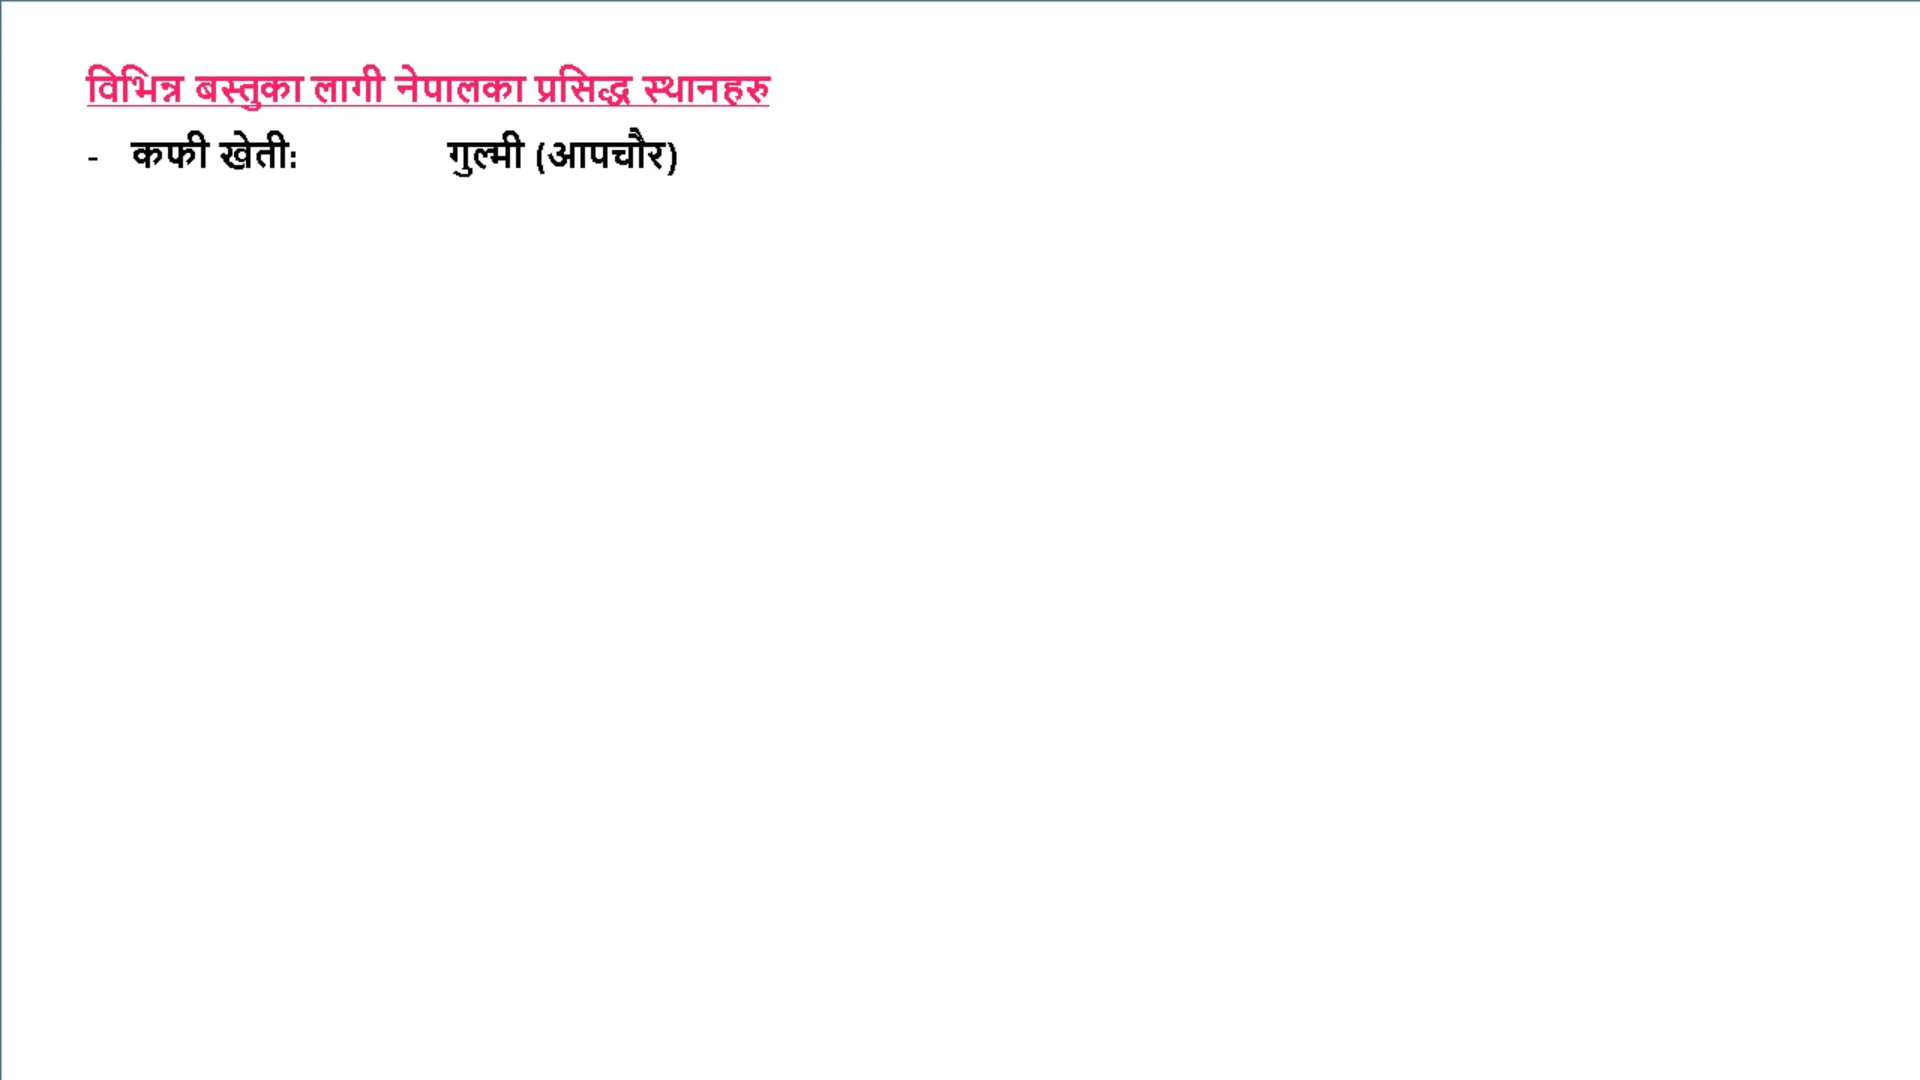 विभिन्न बस्तुका लागी नेपालका प्रसिद्ध स्थानहरु
- कफी खेती: गुल्मी (आपचौर)